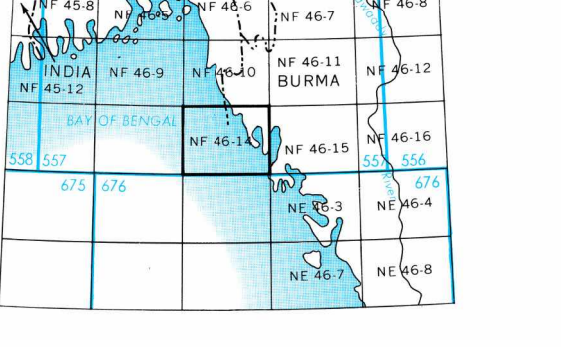 NF 45-8
NF 46-5
NF 46-6
NF 46-7
NF 46-8
INDIA
NF 45-12
NF 46-9
NF 46-10
NF 46-11
BURMA
NF 46-12
BAY OF BENGAL
NF 46-14
NF 46-15
NF 46-16
558 557
557 556
675 676
676
River
NE 46-3
NE 46-4
NE 46-7
NE 46-8